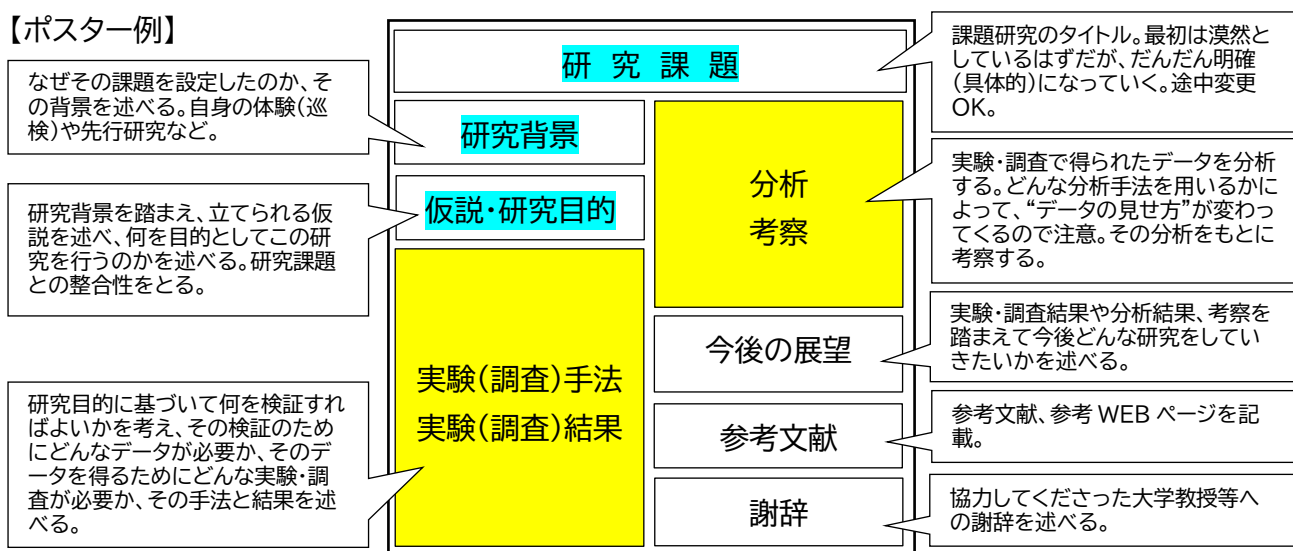 【ポスター例】
研 究 課 題
課題研究のタイトル。最初は漠然と
しているはずだが、だんだん明確
(具体的)になっていく。途中変更
OK。
なぜその課題を設定したのか、そ
の背景を述べる。自身の体験(巡
検)や先行研究など。
研究背景
仮説・研究目的
研究背景を踏まえ、立てられる仮
説を述べ、何を目的としてこの研
究を行うのかを述べる。研究課題
との整合性をとる。
実験(調査)手法
実験(調査)結果
研究目的に基づいて何を検証すれ
ばよいかを考え、その検証のため
にどんなデータが必要か、そのデ
ータを得るためにどんな実験・調
査が必要か、その手法と結果を述
べる。
分析
考察
実験・調査で得られたデータを分析
する。どんな分析手法を用いるかに
よって、“データの見せ方”が変わっ
てくるので注意。その分析をもとに
考察する。
今後の展望
実験・調査結果や分析結果、考察を
踏まえて今後どんな研究をしてい
きたいかを述べる。
参考文献
参考文献、参考 WEB ページを記
載。
謝辞
協力してくださった大学教授等へ
の謝辞を述べる。